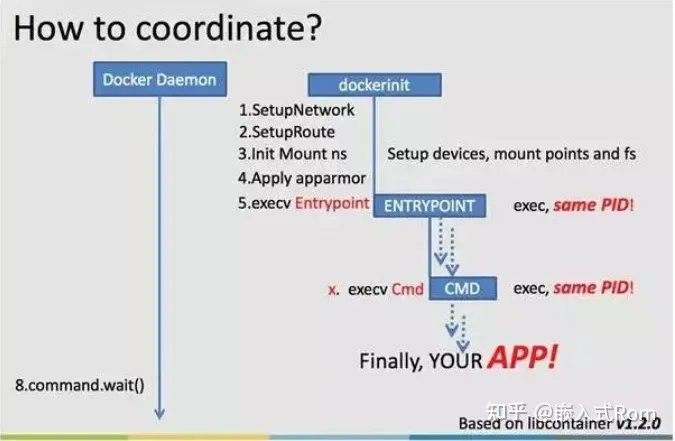 How to coordinate?
Docker Daemon
dockerinit
1.SetupNetwork
2.SetupRoute
3.Init Mount ns Setup devices, mount points and fs
4.Apply apparmor
5.execv Entrypoint ENTRYPOINT exec, same PID!
x. execv Cmd CMD exec, same PID!
Finally, YOUR APP!
8.command.wait()
知乎 @嵌入式Rom
Based on libcontainer v1.2.0